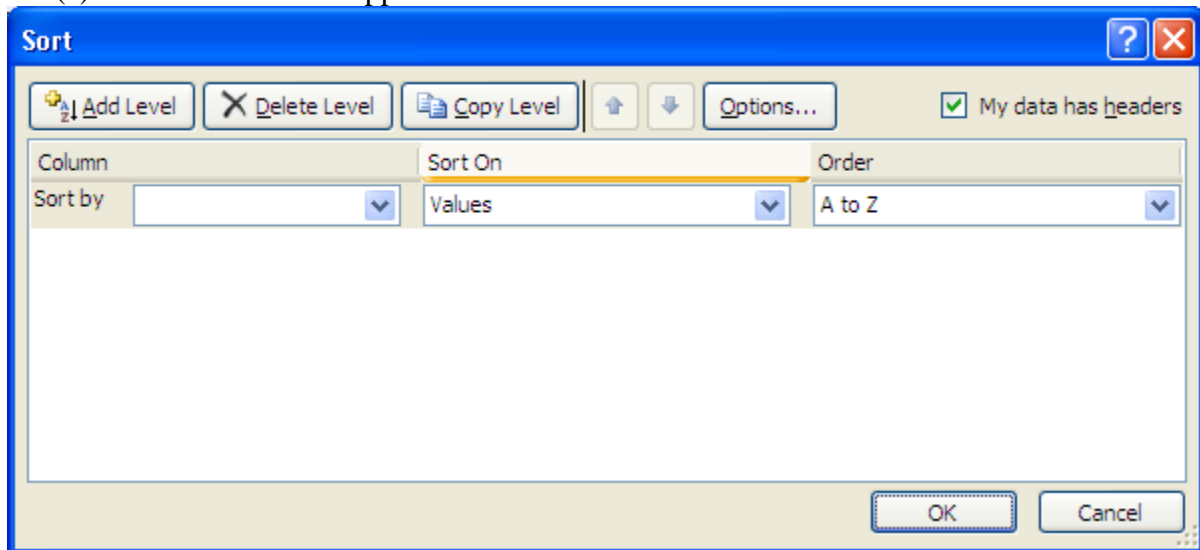 Sort
Add Level Delete Level Copy Level Options... My data has headers
Column Sort On Order
Sort by Values A to Z
OK Cancel